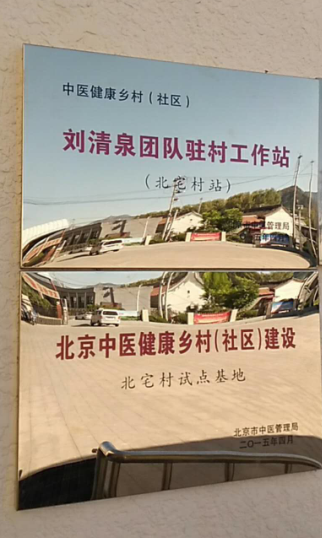 中医健康乡村(社区)
刘清泉团队驻村工作站
(北宅村站)
北京中医健康乡村(社区)建设
北宅村试点基地
北京市中医管理局
二〇一五年四月